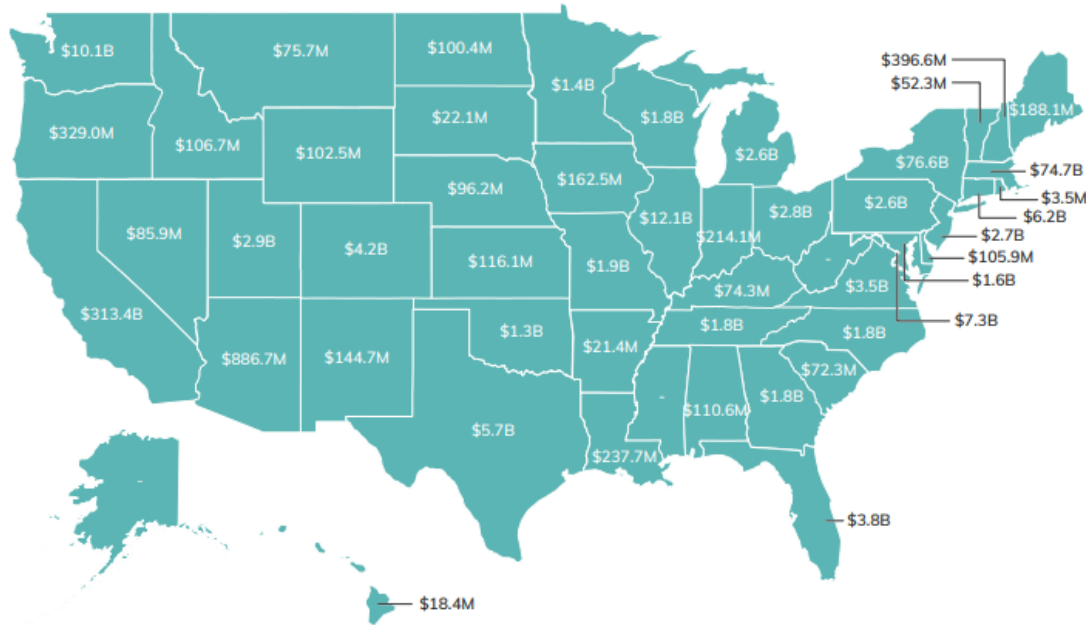 $10.1B
$75.7M
$100.4M
$1.4B
$396.6M
$52.3M
$188.1M
$329.0M
$106.7M
$102.5M
$22.1M
$1.8B
$2.6B
$76.6B
$74.7B
$3.5M
$6.2B
$96.2M
$162.5M
$12.1B
$214.1M
$2.8B
$2.6B
$2.7B
$105.9M
$1.6B
$7.3B
$85.9M
$2.9B
$4.2B
$116.1M
$1.9B
$74.3M
-
$3.5B
$313.4B
$886.7M
$144.7M
$1.3B
$21.4M
$1.8B
$1.8B
$72.3M
$5.7B
$237.7M
-
$110.6M
$1.8B
$3.8B
-
$18.4M